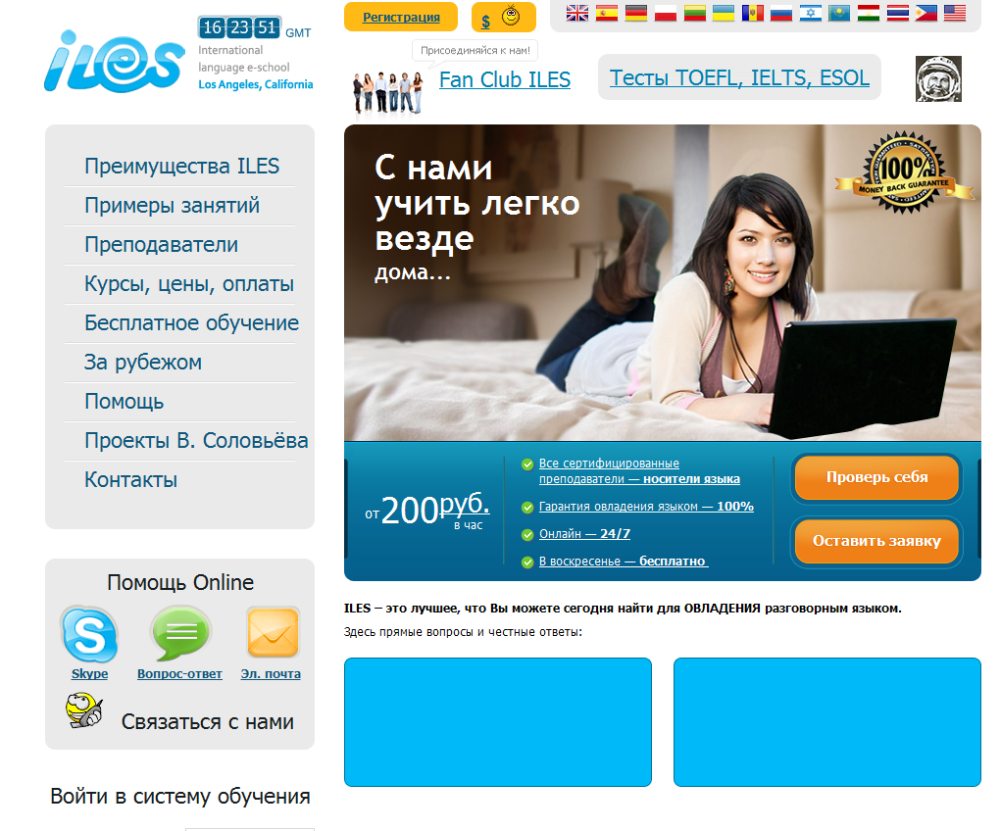 iLes
16 23 51 GMT
International
language e-school
Los Angeles, California
Регистрация
$
Присоединяйся к нам!
Fan Club ILES
Тесты TOEFL, IELTS, ESOL
Преимущества ILES
Примеры занятий
Преподаватели
Курсы, цены, оплаты
Бесплатное обучение
За рубежом
Помощь
Проекты В. Соловьёва
Контакты
С нами
учить легко
везде
дома...
100%
MONEY BACK GUARANTEE
от 200 руб.
в час
Все сертифицированные
преподаватели — носители языка
Гарантия овладения языком — 100%
Онлайн — 24/7
В воскресенье — бесплатно
Проверь себя
Оставить заявку
Помощь Online
Skype
Вопрос-ответ
Эл. почта
Связаться с нами
ILES – это лучшее, что Вы можете сегодня найти для ОВЛАДЕНИЯ разговорным языком.
Здесь прямые вопросы и честные ответы:
Войти в систему обучения